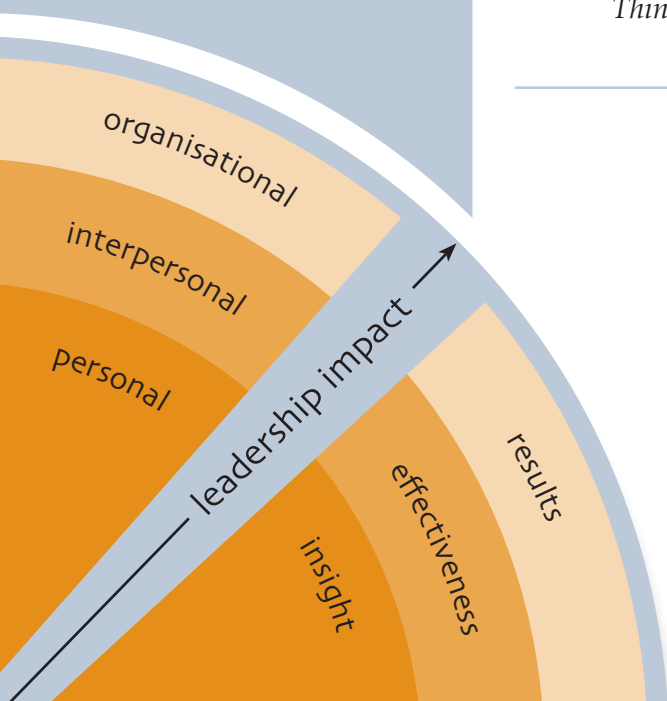 Thin
organisational
interpersonal
personal
leadership impact
results
effectiveness
insight